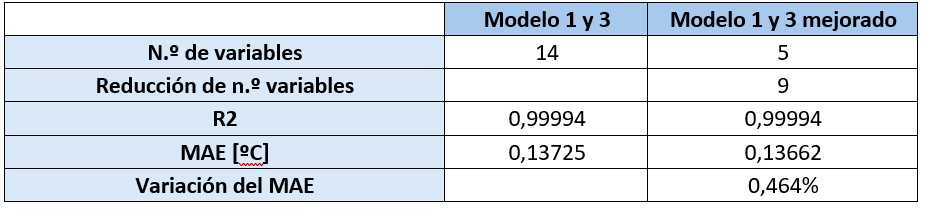 Modelo 1 y 3 Modelo 1 y 3 mejorado
N.º de variables 14 5
Reducción de n.º variables 9
R2 0,99994 0,99994
MAE [ºC] 0,13725 0,13662
Variación del MAE 0,464%